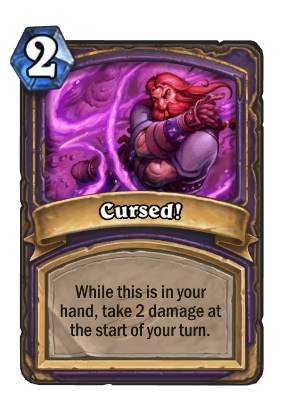 2
Cursed!
While this is in your
hand, take 2 damage at
the start of your turn.